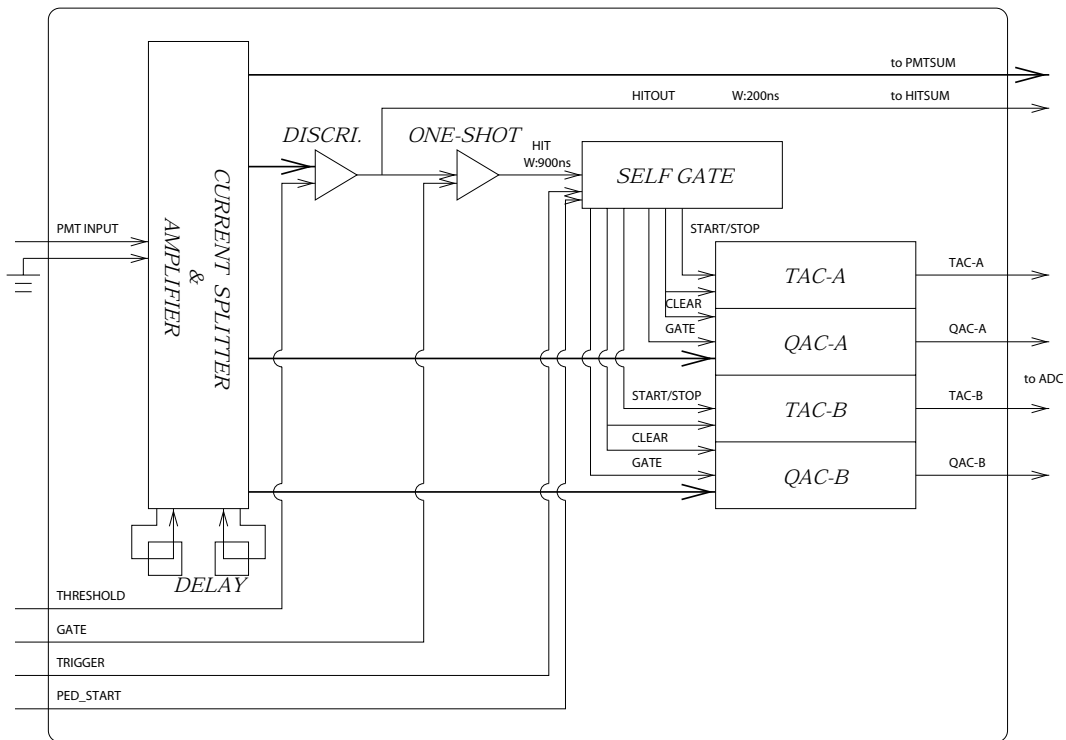 to PMTSUM
HITOUT W:200ns to HITSUM
DISCRI. ONE-SHOT
HIT
W:900ns
SELF GATE
CURRENT SPLITTER
&
AMPLIFIER
PMT INPUT
START/STOP
TAC-A TAC-A
CLEAR
GATE
QAC-A QAC-A
to ADC
START/STOP
TAC-B TAC-B
CLEAR
GATE
QAC-B QAC-B
DELAY
THRESHOLD
GATE
TRIGGER
PED_START